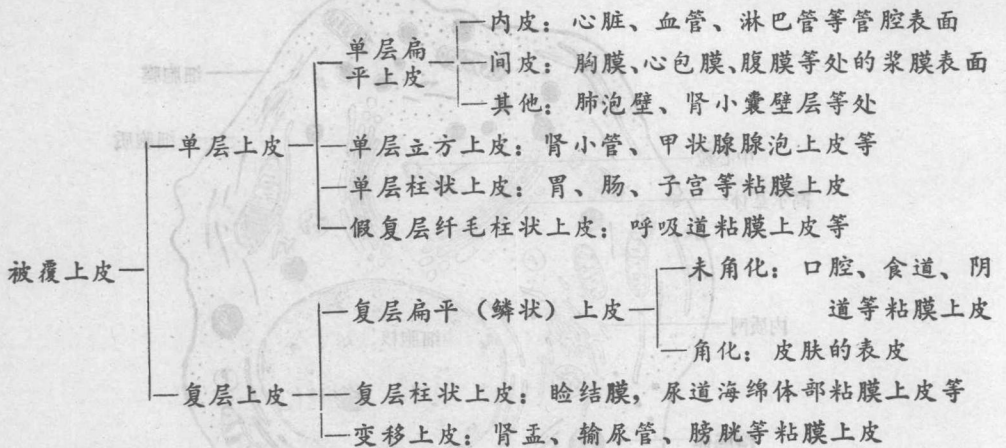 内皮：心脏、血管、淋巴管等管腔表面
单层扁
平上皮
间皮：胸膜、心包膜、腹膜等处的浆膜表面
其他：肺泡壁、肾小囊壁层等处
单层上皮
单层立方上皮：肾小管、甲状腺腺泡上皮等
单层柱状上皮：胃、肠、子宫等粘膜上皮
假复层纤毛柱状上皮：呼吸道粘膜上皮等
被覆上皮
未角化：口腔、食道、阴
道等粘膜上皮
复层扁平（鳞状）上皮
角化：皮肤的表皮
复层上皮
复层柱状上皮：睑结膜，尿道海绵体部粘膜上皮等
变移上皮：肾盂、输尿管、膀胱等粘膜上皮